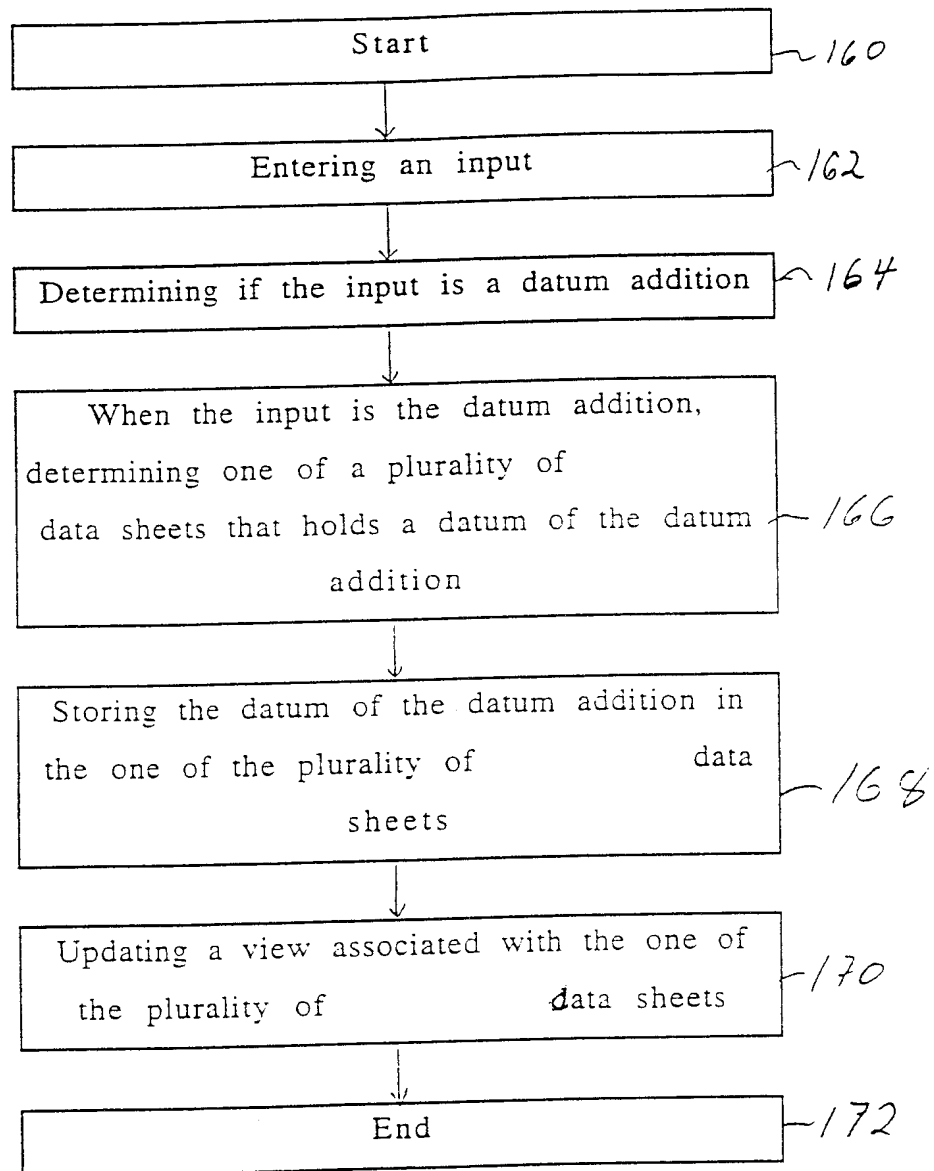 Start
160
Entering an input
162
Determining if the input is a datum addition
164
When the input is the datum addition,
determining one of a plurality of
data sheets that holds a datum of the datum
addition
166
Storing the datum of the datum addition in
the one of the plurality of data
sheets
168
Updating a view associated with the one of
the plurality of data sheets
170
End
172